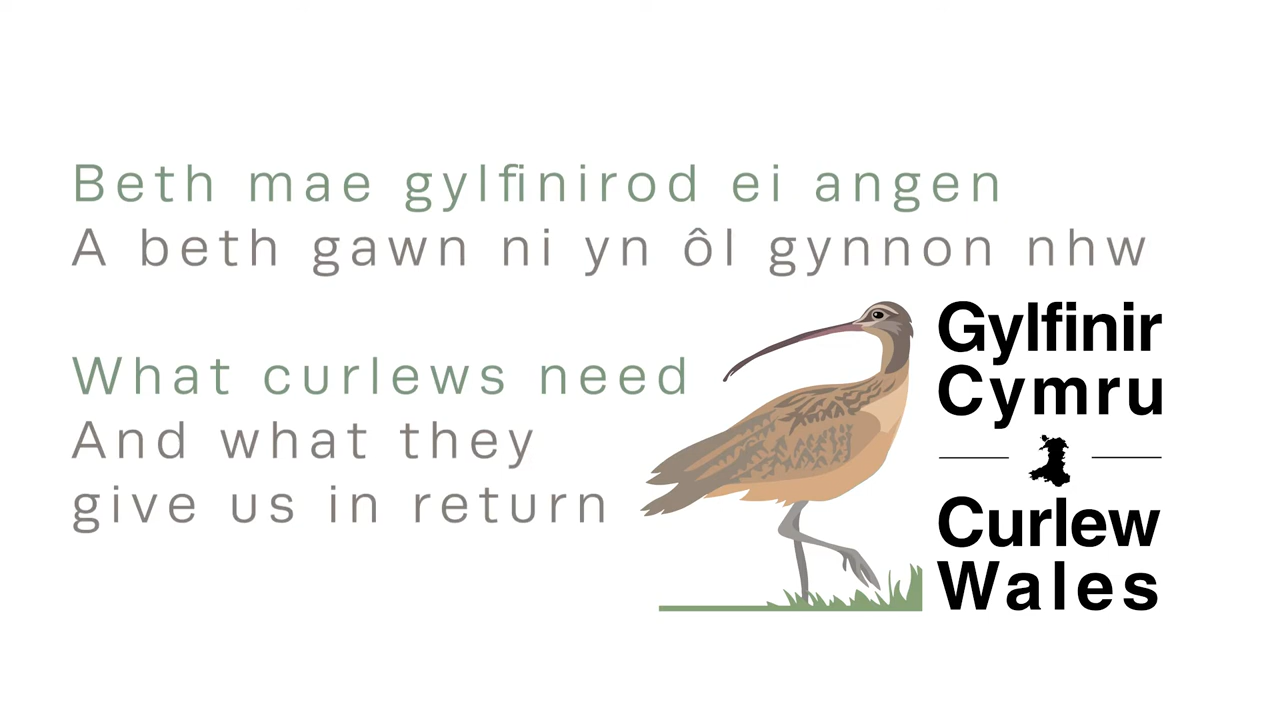 Beth mae gylfinirod ei angen
A beth gawn ni yn ôl gynnon nhw
What curlews need
And what they
give us in return
Gylfinir
Cymru
Curlew
Wales